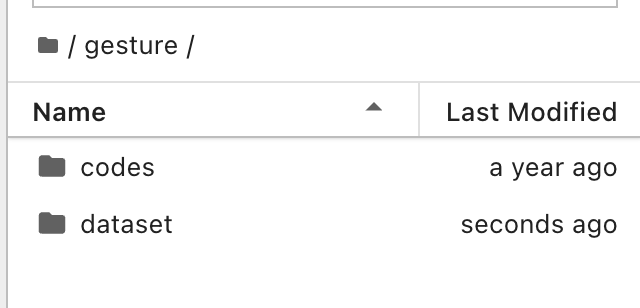 / gesture /
Name Last Modified
codes a year ago
dataset seconds ago